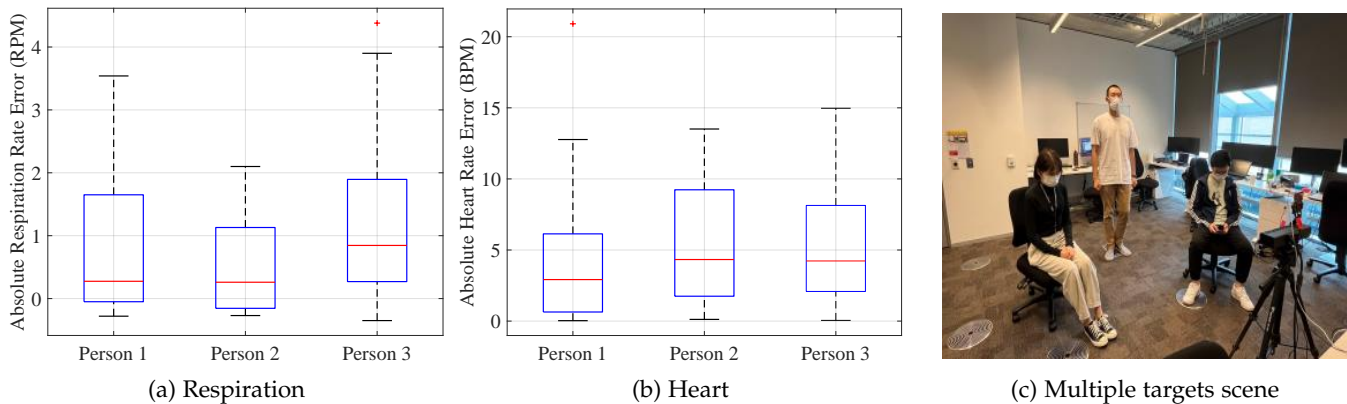 Absolute Respiration Rate Error (RPM)
4
3
2
1
0
Person 1 Person 2 Person 3
(a) Respiration
Absolute Heart Rate Error (BPM)
20
15
10
5
0
Person 1 Person 2 Person 3
(b) Heart
(c) Multiple targets scene